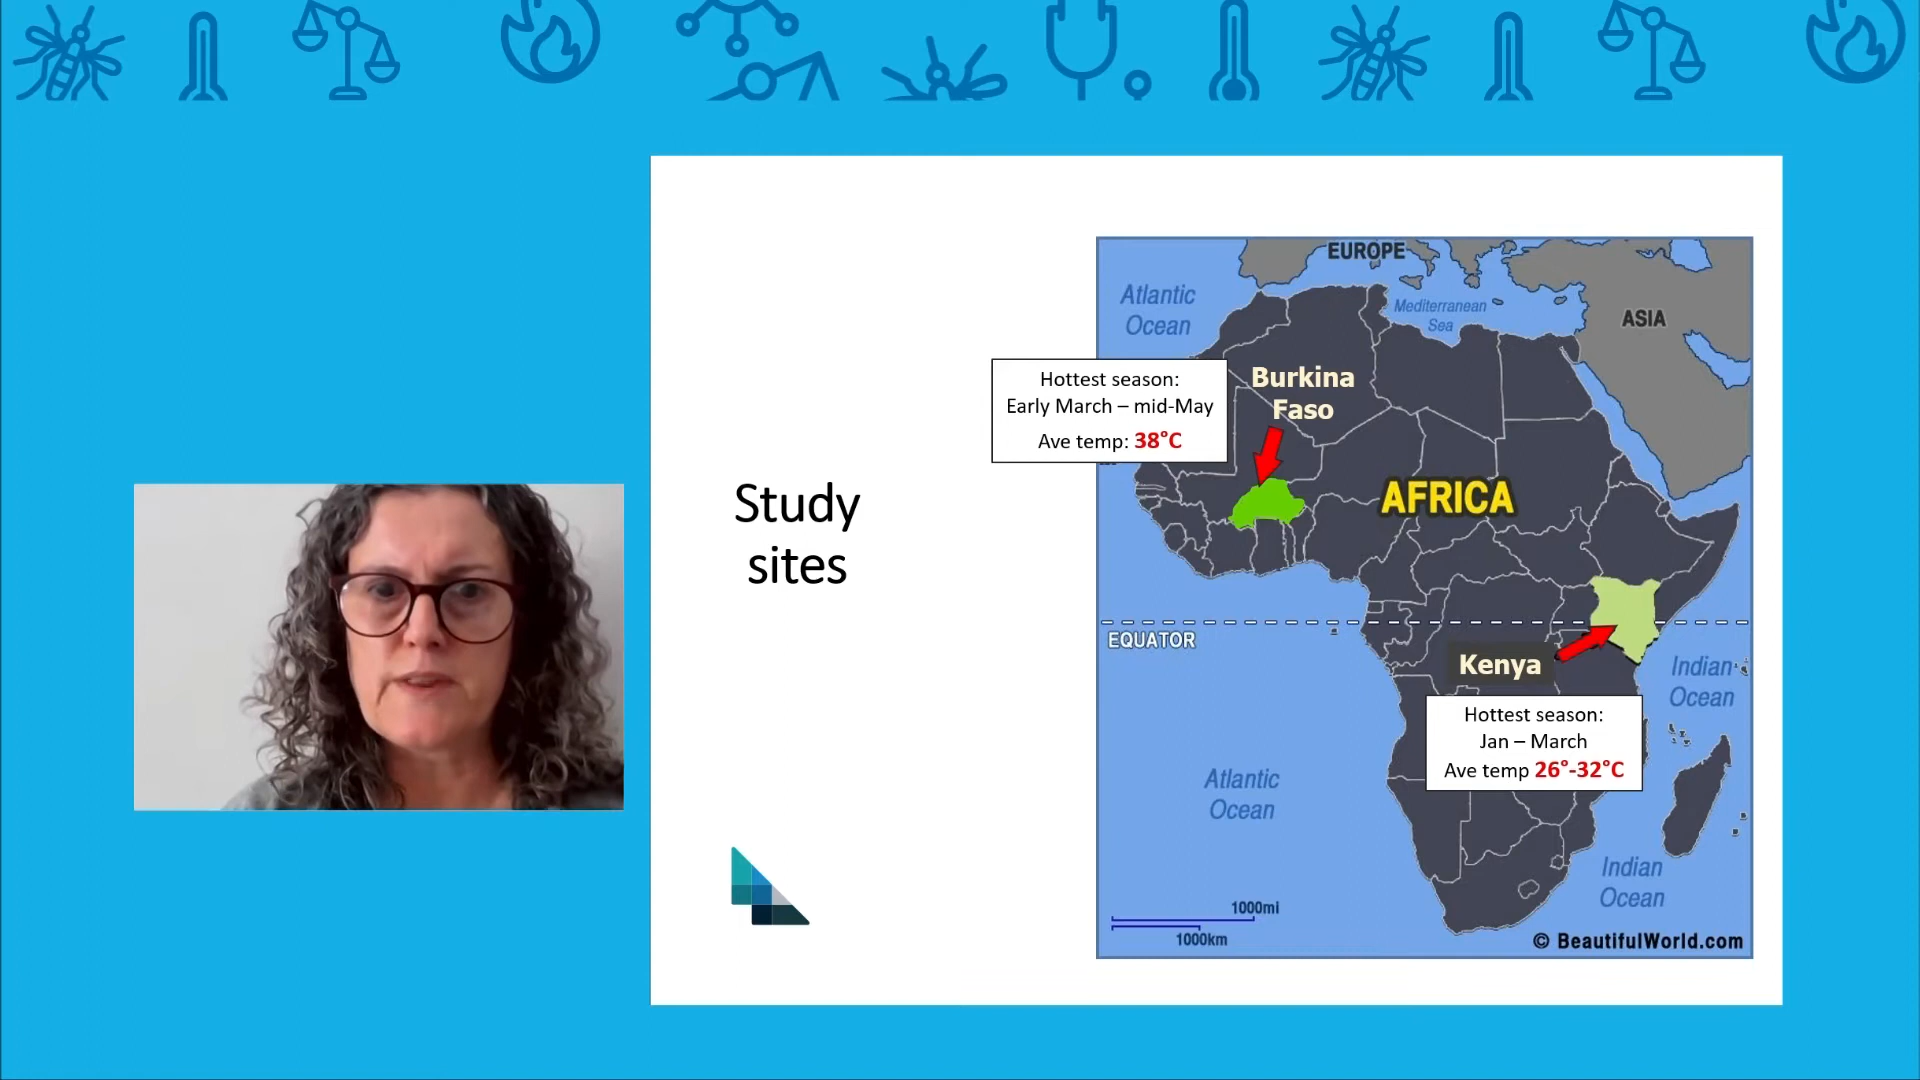 Study
sites
EUROPE
Atlantic
Ocean
Mediterranean
Sea
ASIA
Hottest season:
Early March – mid-May
Ave temp: 38°C
Burkina
Faso
AFRICA
EQUATOR
Kenya
Indian
Ocean
Hottest season:
Jan – March
Ave temp 26°-32°C
Atlantic
Ocean
Indian
Ocean
1000mi
1000km
© BeautifulWorld.com